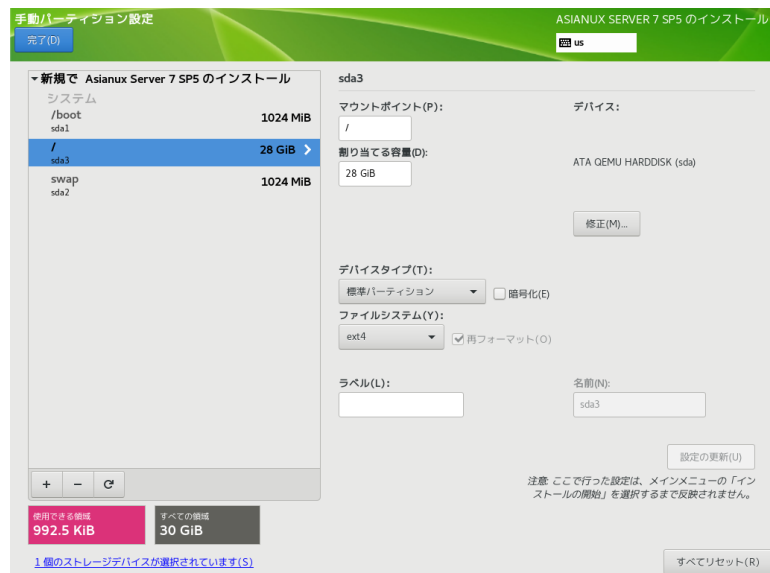 手動パーティション設定
完了(D)
ASIANUX SERVER 7 SP5 のインストール
us
新規で Asianux Server 7 SP5 のインストール
システム
/boot
sda1
1024 MiB
/
sda3
28 GiB
swap
sda2
1024 MiB
+ −
使用できる領域
992.5 KiB
すべての領域
30 GiB
1 個のストレージデバイスが選択されています(S)
sda3
マウントポイント(P):
/
割り当てる容量(D):
28 GiB
デバイス:
ATA QEMU HARDDISK (sda)
修正(M)...
デバイスタイプ(T):
標準パーティション
暗号化(E)
ファイルシステム(Y):
ext4
再フォーマット(O)
ラベル(L):
名前(N):
sda3
設定の更新(U)
注意: ここで行った設定は、メインメニューの「イン
ストールの開始」を選択するまで反映されません。
すべてリセット(R)